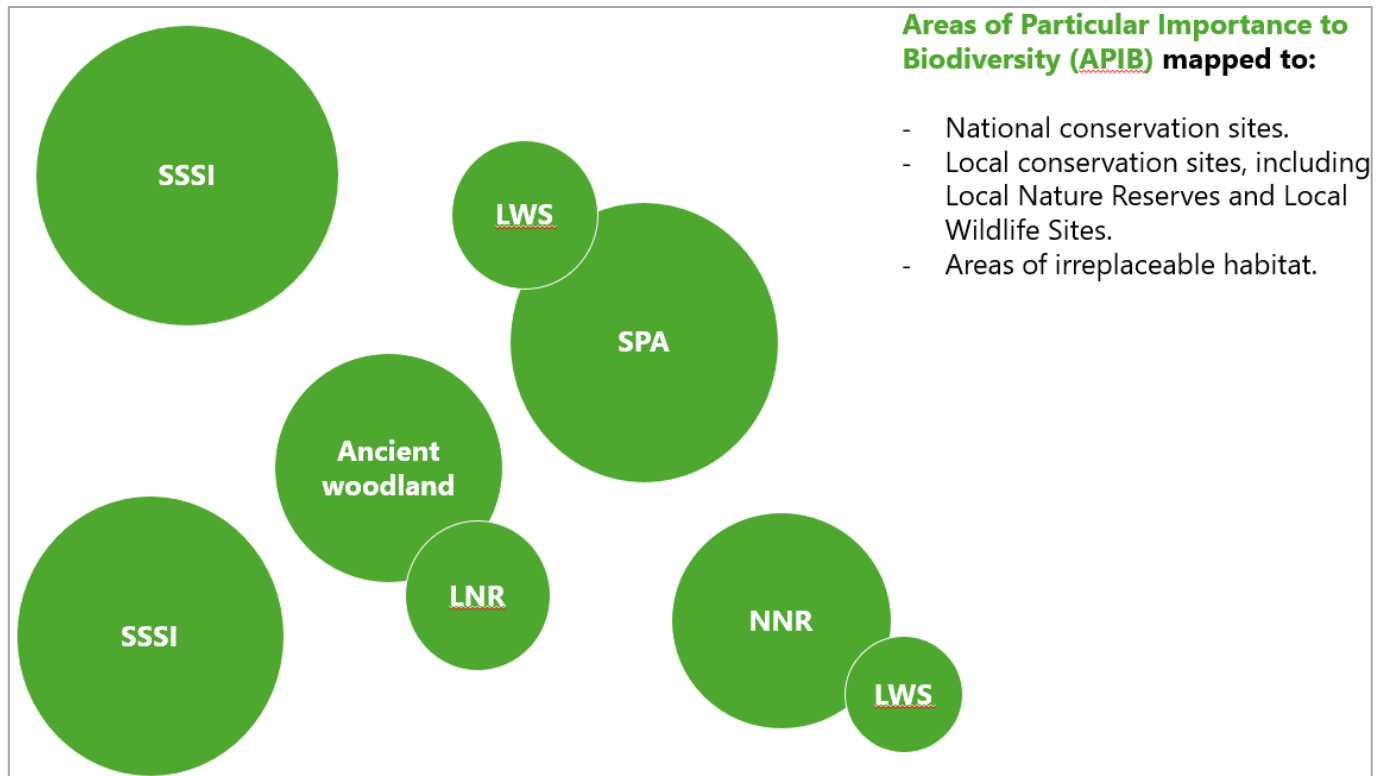 Areas of Particular Importance to
Biodiversity (APIB) mapped to:
- National conservation sites.
- Local conservation sites, including
Local Nature Reserves and Local
Wildlife Sites.
- Areas of irreplaceable habitat.
SSSI
LWS
SPA
Ancient
woodland
LNR
SSSI
NNR
LWS